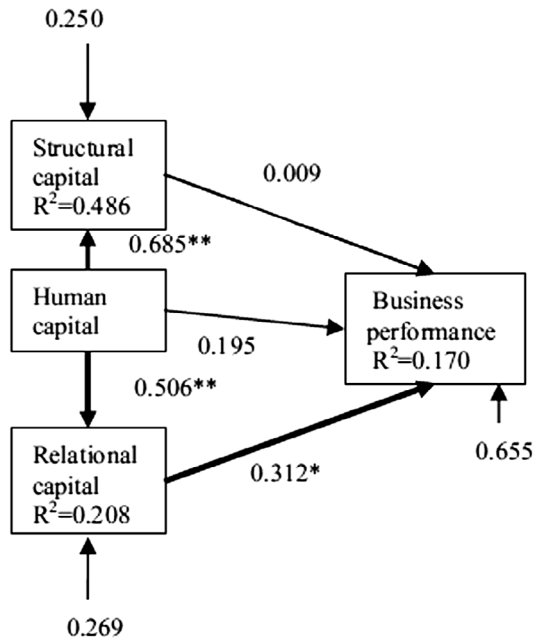 0.250
Structural
capital
R²=0.486
0.009
0.685**
Human
capital
0.195
Business
performance
R²=0.170
0.506**
Relational
capital
R²=0.208
0.312*
0.655
0.269